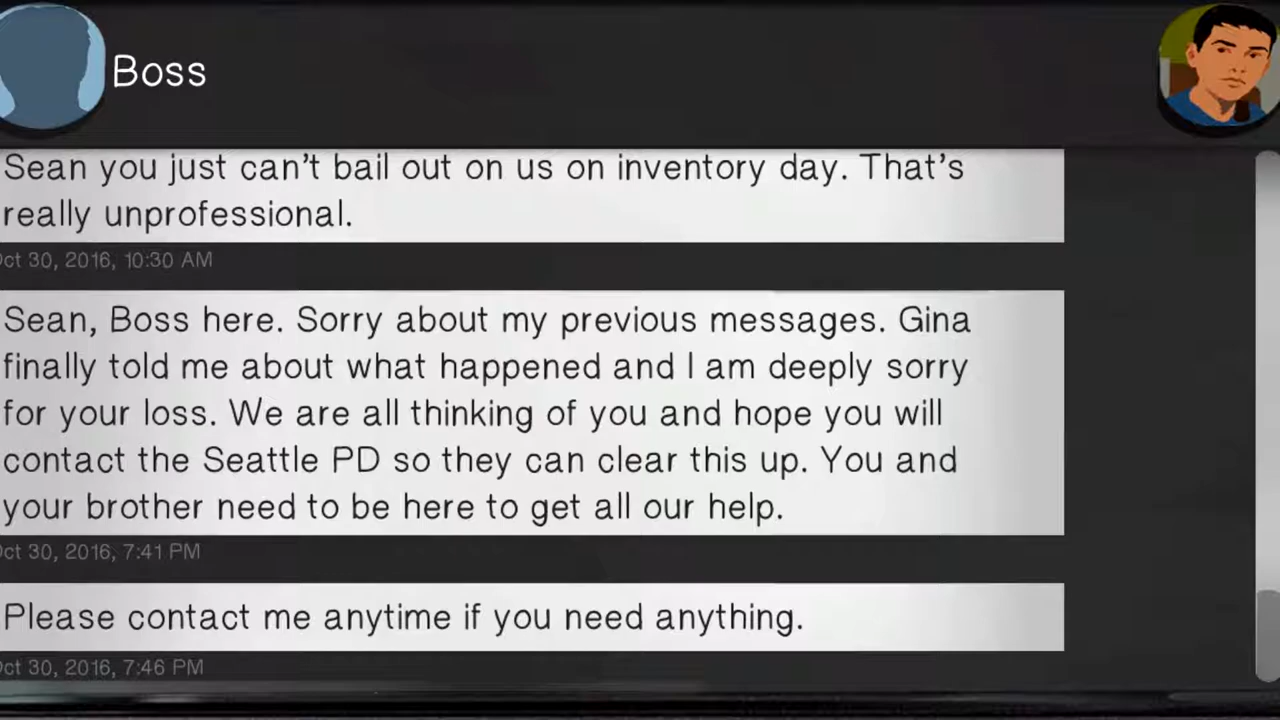 Boss
Sean you just can't bail out on us on inventory day. That's
really unprofessional.
ct 30, 2016, 10:30 AM
Sean, Boss here. Sorry about my previous messages. Gina
finally told me about what happened and I am deeply sorry
for your loss. We are all thinking of you and hope you will
contact the Seattle PD so they can clear this up. You and
your brother need to be here to get all our help.
ct 30, 2016, 7:41 PM
Please contact me anytime if you need anything.
ct 30, 2016, 7:46 PM